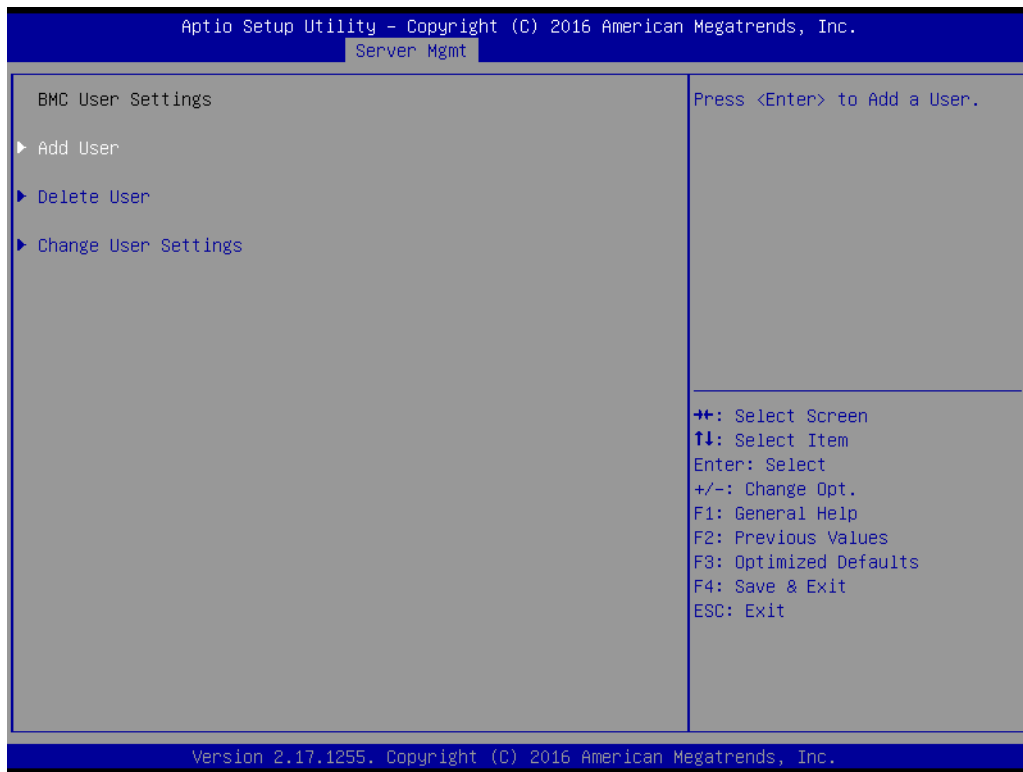 Aptio Setup Utility – Copyright (C) 2016 American Megatrends, Inc.
Server Mgmt
BMC User Settings
Add User
Delete User
Change User Settings
Press <Enter> to Add a User.
→←: Select Screen
↑↓: Select Item
Enter: Select
+/-: Change Opt.
F1: General Help
F2: Previous Values
F3: Optimized Defaults
F4: Save & Exit
ESC: Exit
Version 2.17.1255. Copyright (C) 2016 American Megatrends, Inc.